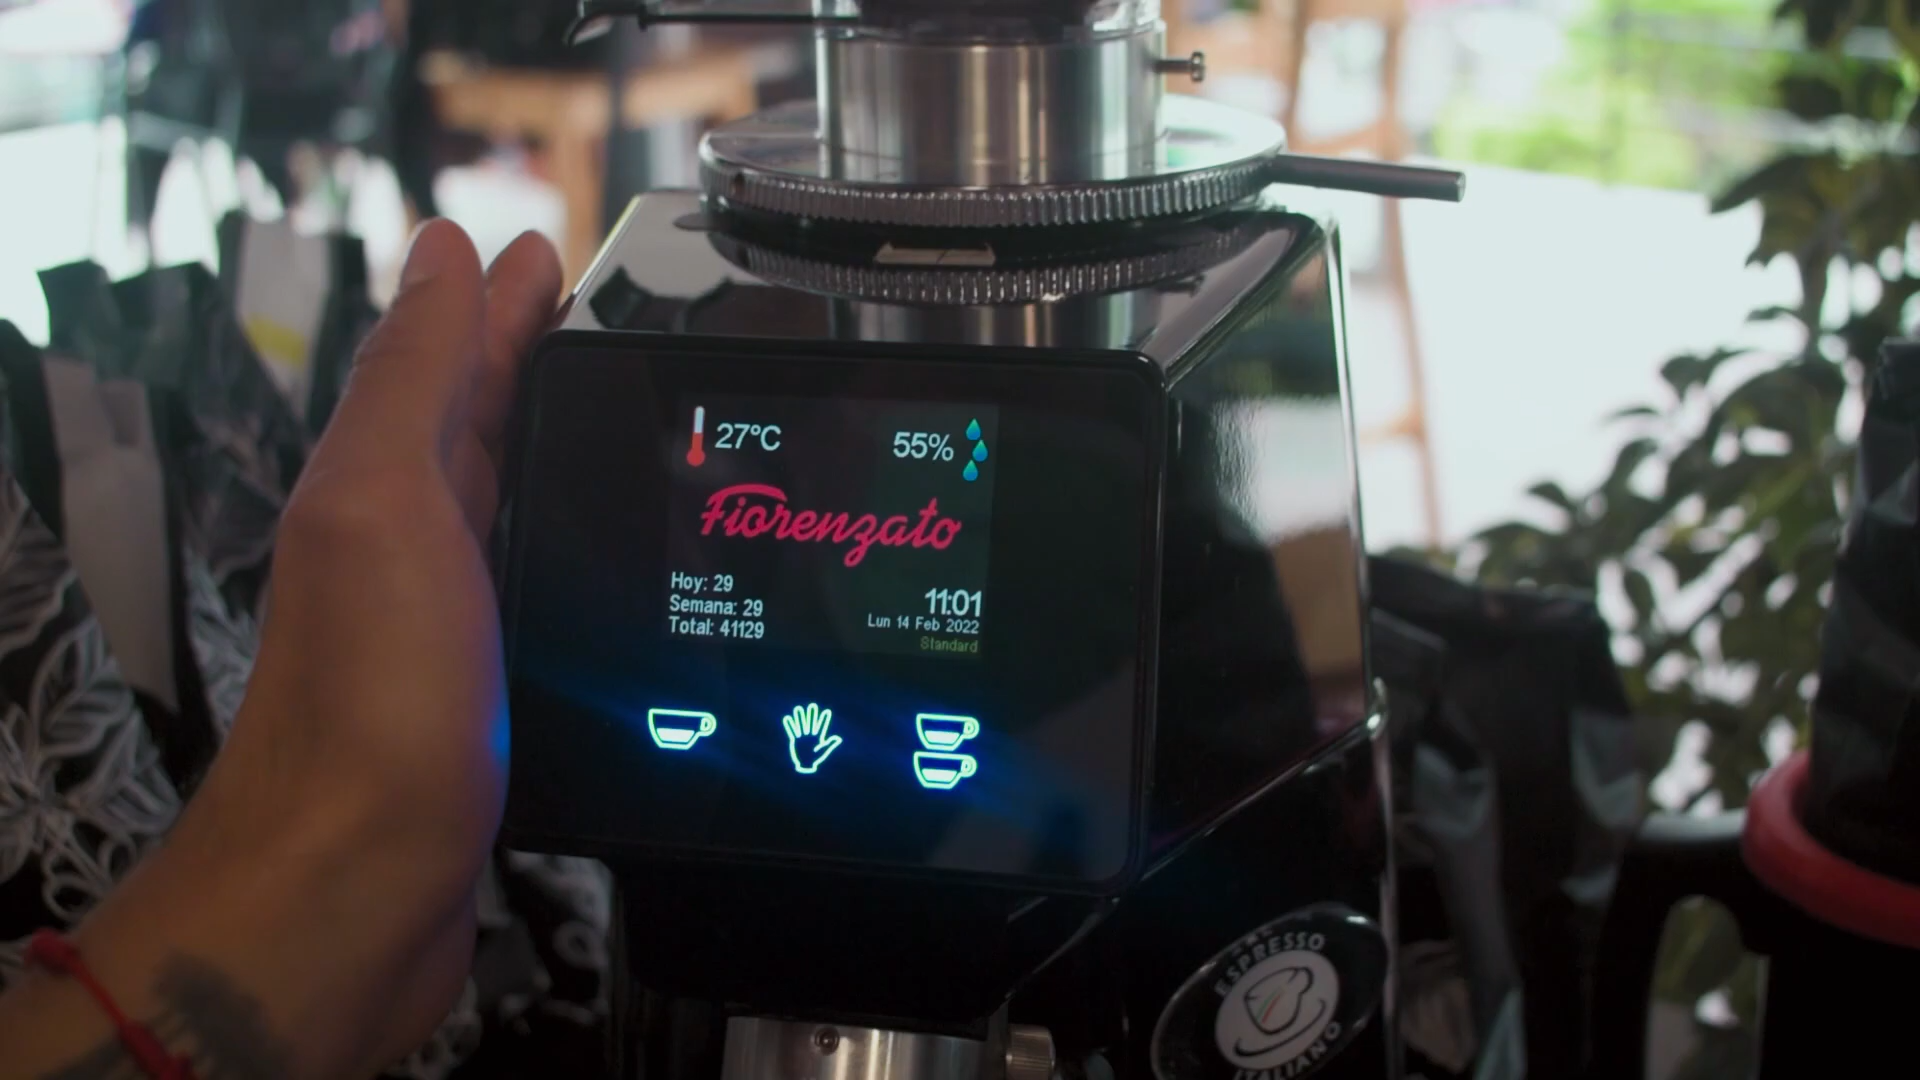 27°C
55%
Fiorenzato
Hoy: 29
Semana: 29
Total: 41129
11:01
Lun 14 Feb 2022
Standard
ESPRESSO
ITALIANO